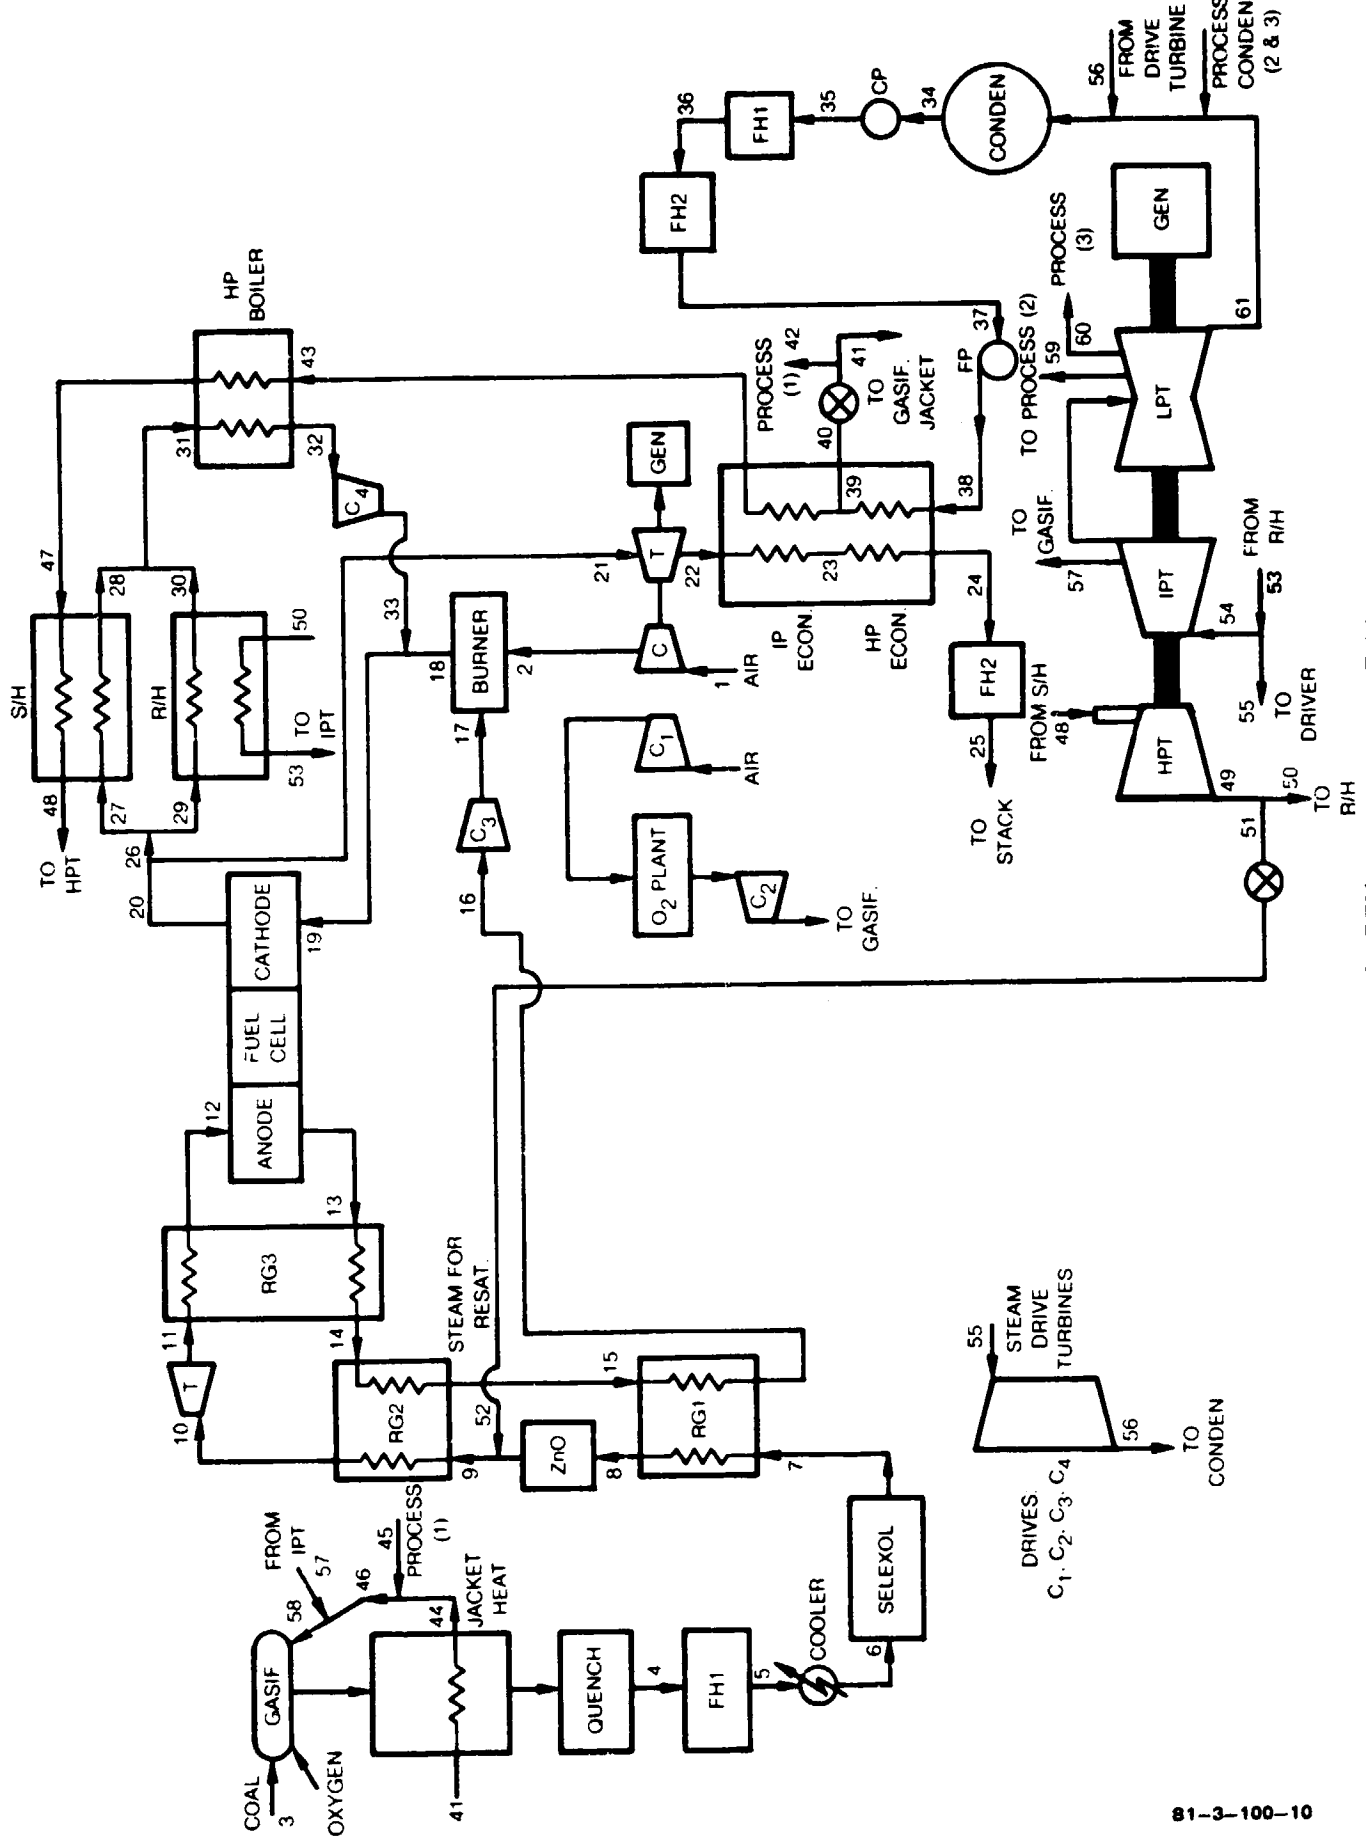 COAL
3
OXYGEN
GASIF
FROM
IPT
57
58
46
45
PROCESS
(1)
44
JACKET
HEAT
41
QUENCH
4
FH1
5
COOLER
6
SELEXOL
7
RG1
8
ZnO
9
52
RG2
15
14
10
T
11
RG3
12
13
STEAM FOR
RESAT.
ANODE
FUEL
CELL
CATHODE
19
20
26
27
28
29
30
S/H
R/H
47
48
TO
HPT
50
53
TO
IPT
31
32
43
HP
BOILER
C4
33
18
BURNER
17
2
C3
16
C
1
AIR
T
21
22
GEN
C1
AIR
O2 PLANT
C2
TO
GASIF.
IP
ECON.
HP
ECON.
23
39
40
PROCESS
(1)
42
41
TO
GASIF.
JACKET
38
24
FH2
25
TO
STACK
FP
37
FH2
36
FH1
35
CP
34
CONDEN
56
FROM
DRIVE
TURBINE
PROCESS
CONDEN
(2 & 3)
61
GEN
LPT
PROCESS
(3)
60
59
TO PROCESS (2)
TO
GASIF.
57
IPT
54
FROM
R/H
53
55
TO
DRIVER
FROM S/H
48
HPT
49
50
TO
R/H
51
55
STEAM
DRIVE
TURBINES
DRIVES:
C1, C2, C3, C4
56
TO
CONDEN
81-3-100-10